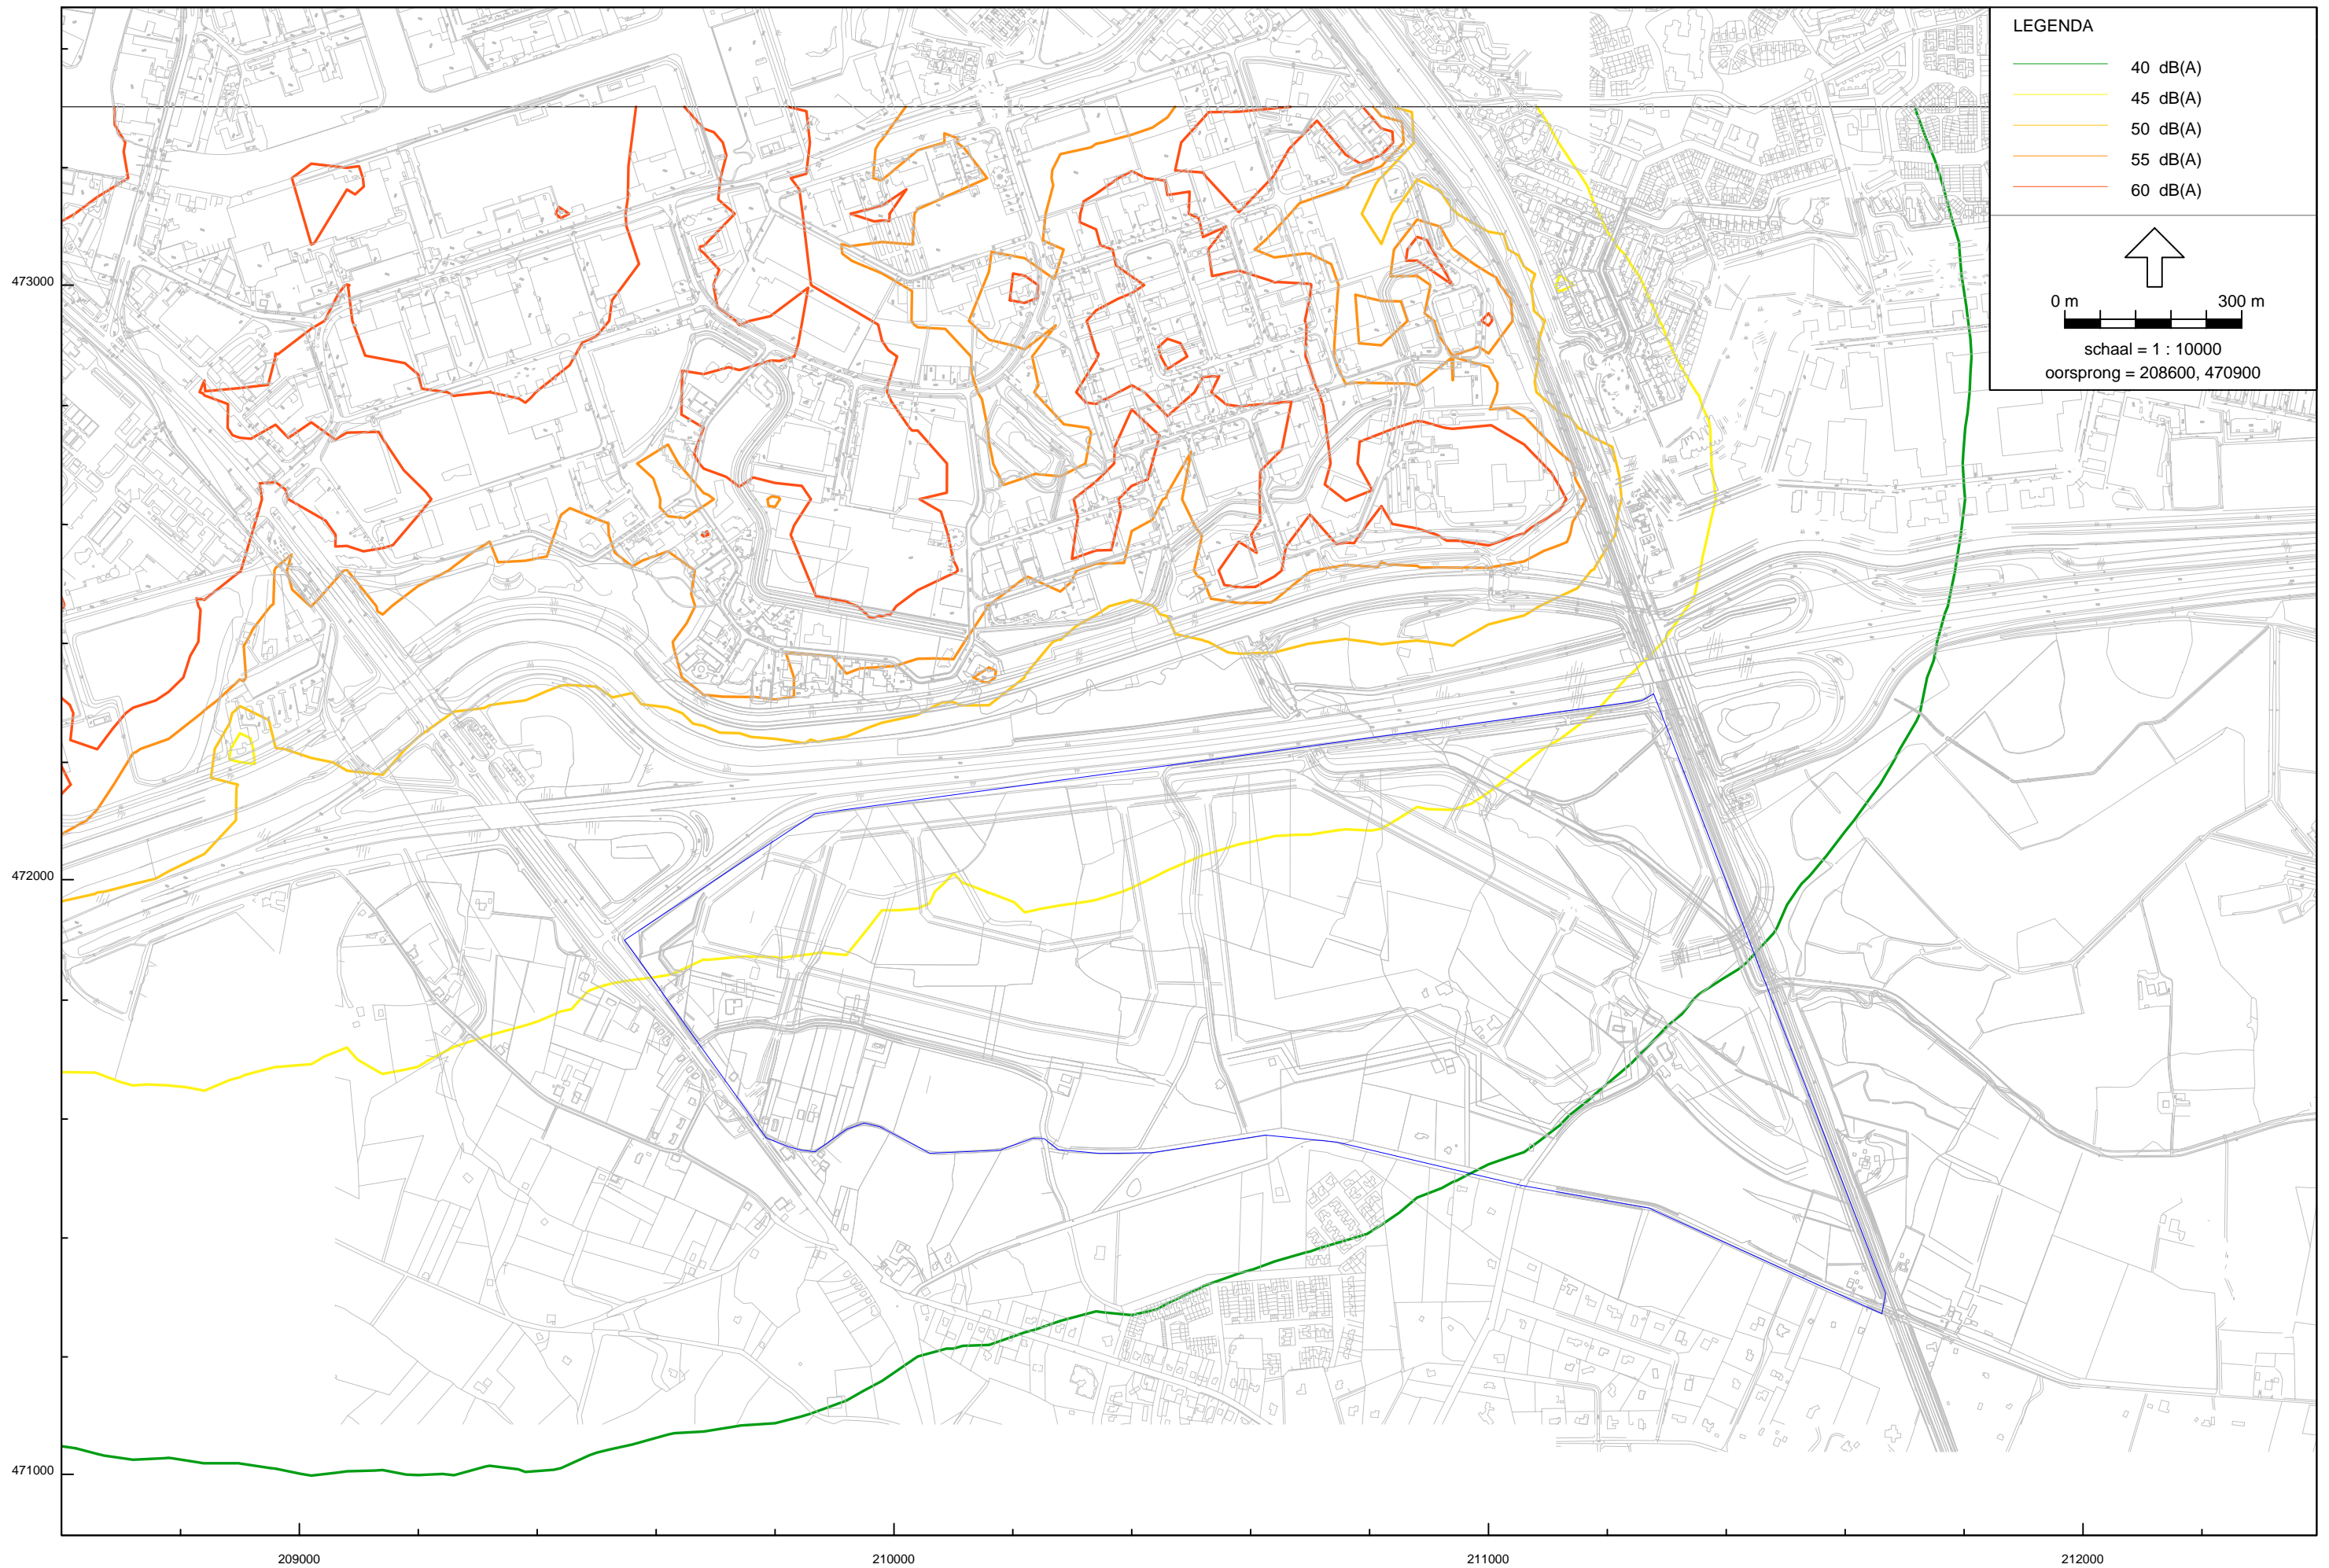 LEGENDA
40 dB(A)
45 dB(A)
50 dB(A)
55 dB(A)
60 dB(A)
0 m 300 m
schaal = 1 : 10000
oorsprong = 208600, 470900
473000
472000
471000
209000 210000 211000 212000